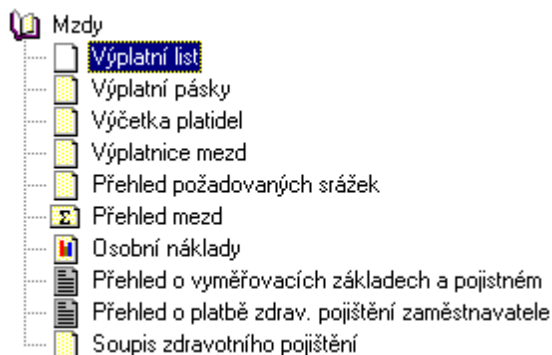 Mzdy
Výplatní list
Výplatní pásky
Výčetka platidel
Výplatnice mezd
Přehled požadovaných srážek
Σ Přehled mezd
Osobní náklady
Přehled o vyměřovacích základech a pojistném
Přehled o platbě zdrav. pojištění zaměstnavatele
Soupis zdravotního pojištění